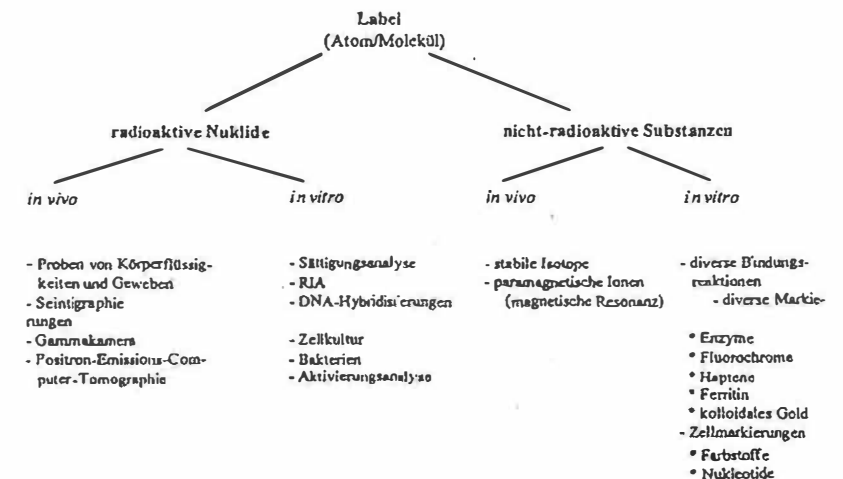 Label
(Atom/Molekül)
radioaktive Nuklide
nicht-radioaktive Substanzen
in vivo
in vitro
in vivo
in vitro
- Proben von Körperflüssig-
keiten und Geweben
- Seintigraphie
rungen
- Gammakamera
- Positron-Emissions-Com-
puter-Tomographie
- Sättigungsanalyse
- RIA
- DNA-Hybridisierungen
- Zellkultur
- Bakterien
- Aktivierungsanalyse
- stabile Isotope
- paramagnetische Ionen
(magnetische Resonanz)
- diverse Bindungs-
reaktionen
- diverse Markie-
* Enzyme
* Fluorochrome
* Haptene
* Ferritin
* kolloidales Gold
- Zellmarkierungen
* Farbstoffe
* Nukleotide